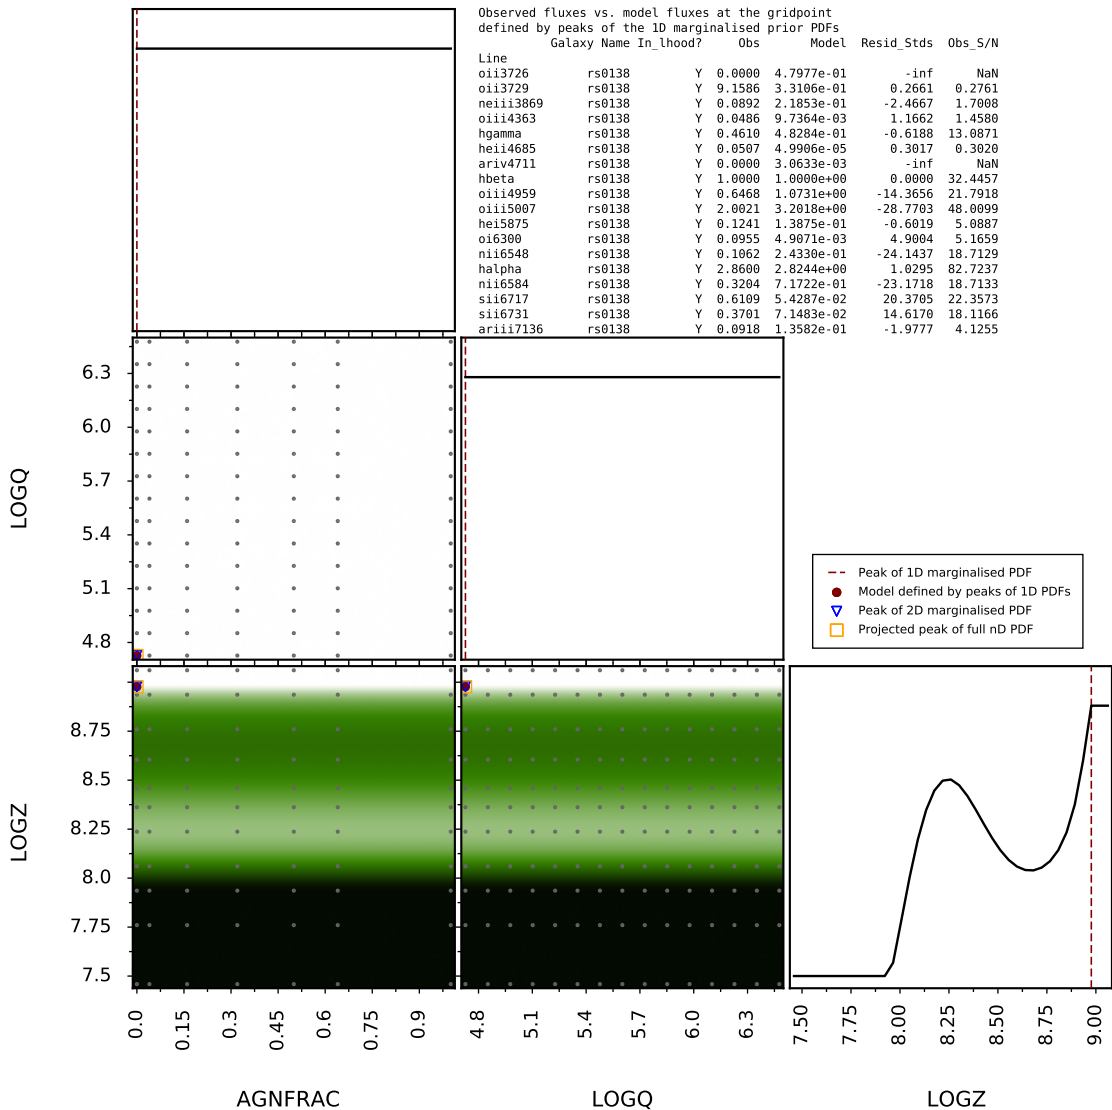 Observed fluxes vs. model fluxes at the gridpoint
defined by peaks of the 1D marginalised prior PDFs
Galaxy Name In_lhood? Obs Model Resid_Stds Obs_S/N
Line
oii3726 rs0138 Y 0.0000 4.7977e-01 -inf NaN
oii3729 rs0138 Y 9.1586 3.3106e-01 0.2661 0.2761
neiii3869 rs0138 Y 0.0892 2.1853e-01 -2.4667 1.7008
oiii4363 rs0138 Y 0.0486 9.7364e-03 1.1662 1.4580
hgamma rs0138 Y 0.4610 4.8284e-01 -0.6188 13.0871
heii4685 rs0138 Y 0.0507 4.9906e-05 0.3017 0.3020
ariv4711 rs0138 Y 0.0000 3.0633e-03 -inf NaN
hbeta rs0138 Y 1.0000 1.0000e+00 0.0000 32.4457
oiii4959 rs0138 Y 0.6468 1.0731e+00 -14.3656 21.7918
oiii5007 rs0138 Y 2.0021 3.2018e+00 -28.7703 48.0099
hei5875 rs0138 Y 0.1241 1.3875e-01 -0.6019 5.0887
oi6300 rs0138 Y 0.0955 4.9071e-03 4.9004 5.1659
nii6548 rs0138 Y 0.1062 2.4330e-01 -24.1437 18.7129
halpha rs0138 Y 2.8600 2.8244e+00 1.0295 82.7237
nii6584 rs0138 Y 0.3204 7.1722e-01 -23.1718 18.7133
sii6717 rs0138 Y 0.6109 5.4287e-02 20.3705 22.3573
sii6731 rs0138 Y 0.3701 7.1483e-02 14.6170 18.1166
ariii7136 rs0138 Y 0.0918 1.3582e-01 -1.9777 4.1255
6.3
6.0
5.7
5.4
5.1
4.8
LOGQ
Peak of 1D marginalised PDF
Model defined by peaks of 1D PDFs
Peak of 2D marginalised PDF
Projected peak of full nD PDF
8.75
8.5
8.25
8.0
7.75
7.5
LOGZ
0.0 0.15 0.3 0.45 0.6 0.75 0.9
4.8 5.1 5.4 5.7 6.0 6.3
7.50 7.75 8.00 8.25 8.50 8.75 9.00
AGNFRAC LOGQ LOGZ